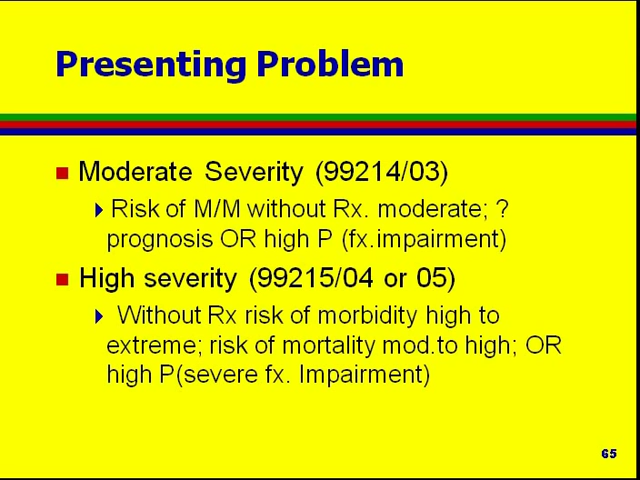 Presenting Problem
Moderate Severity (99214/03)
Risk of M/M without Rx. moderate; ?
prognosis OR high P (fx.impairment)
High severity (99215/04 or 05)
Without Rx risk of morbidity high to
extreme; risk of mortality mod.to high; OR
high P(severe fx. Impairment)
65